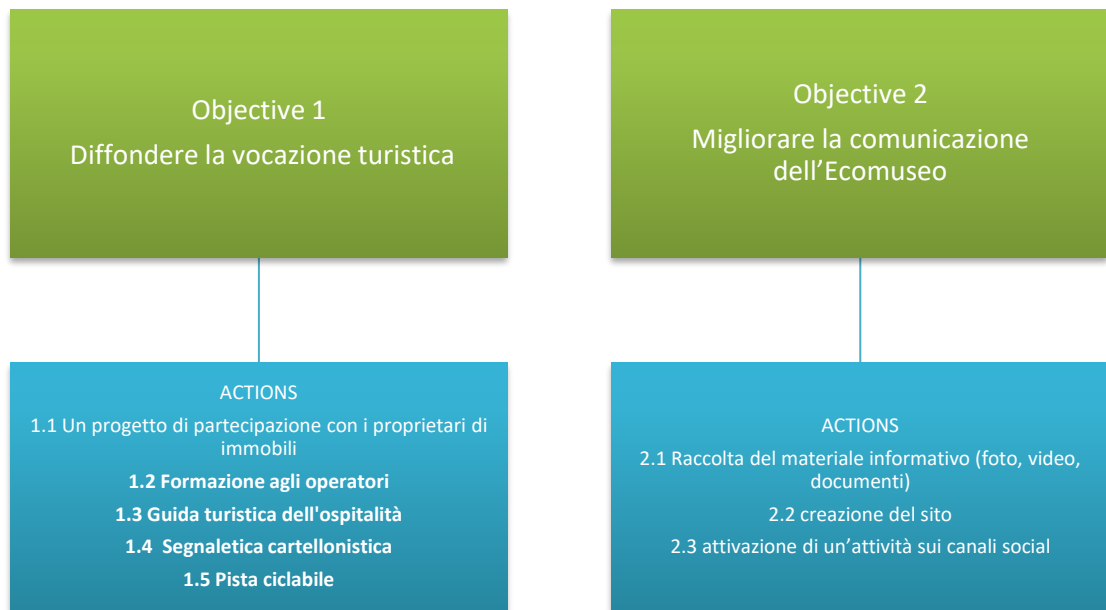 Objective 1
Diffondere la vocazione turistica
Objective 2
Migliorare la comunicazione
dell’Ecomuseo
ACTIONS
1.1 Un progetto di partecipazione con i proprietari di
immobili
1.2 Formazione agli operatori
1.3 Guida turistica dell'ospitalità
1.4 Segnaletica cartellonistica
1.5 Pista ciclabile
ACTIONS
2.1 Raccolta del materiale informativo (foto, video,
documenti)
2.2 creazione del sito
2.3 attivazione di un’attività sui canali social